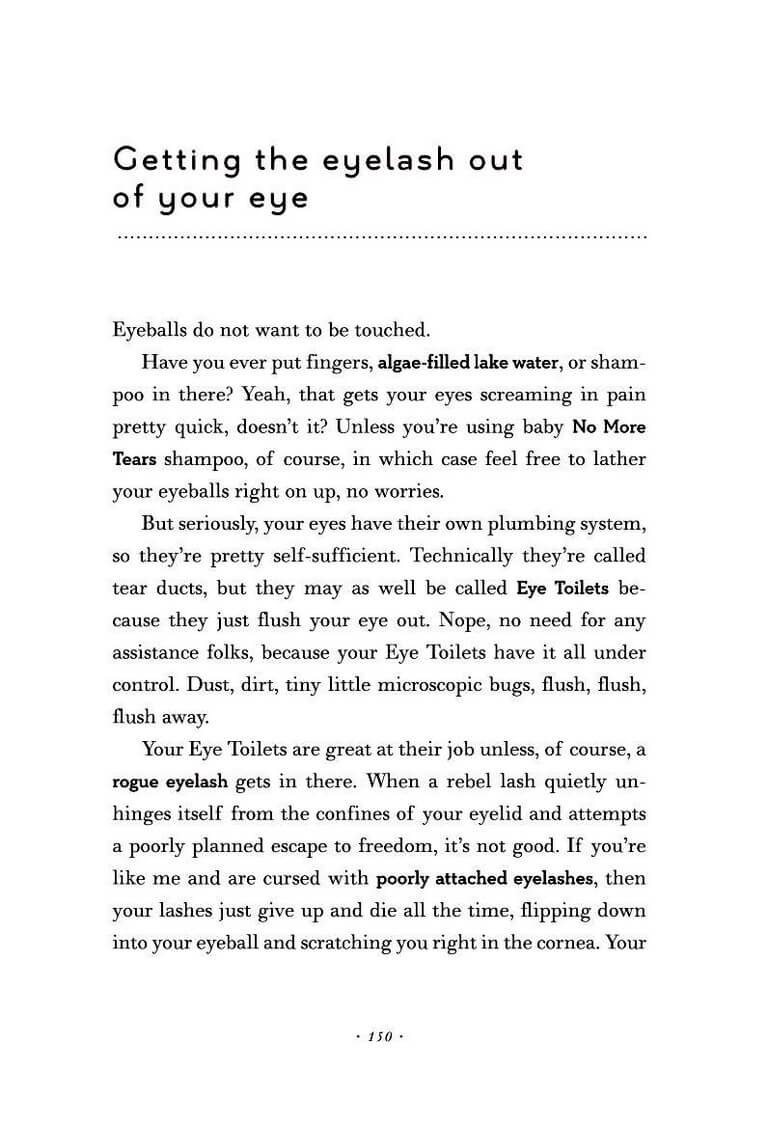 Getting the eyelash out
of your eye
Eyeballs do not want to be touched.
Have you ever put fingers, algae-filled lake water, or sham-
poo in there? Yeah, that gets your eyes screaming in pain
pretty quick, doesn't it? Unless you're using baby No More
Tears shampoo, of course, in which case feel free to lather
your eyeballs right on up, no worries.
But seriously, your eyes have their own plumbing system,
so they're pretty self-sufficient. Technically they're called
tear ducts, but they may as well be called Eye Toilets be-
cause they just flush your eye out. Nope, no need for any
assistance folks, because your Eye Toilets have it all under
control. Dust, dirt, tiny little microscopic bugs, flush, flush,
flush away.
Your Eye Toilets are great at their job unless, of course, a
rogue eyelash gets in there. When a rebel lash quietly un-
hinges itself from the confines of your eyelid and attempts
a poorly planned escape to freedom, it's not good. If you're
like me and are cursed with poorly attached eyelashes, then
your lashes just give up and die all the time, flipping down
into your eyeball and scratching you right in the cornea. Your
· 150 ·